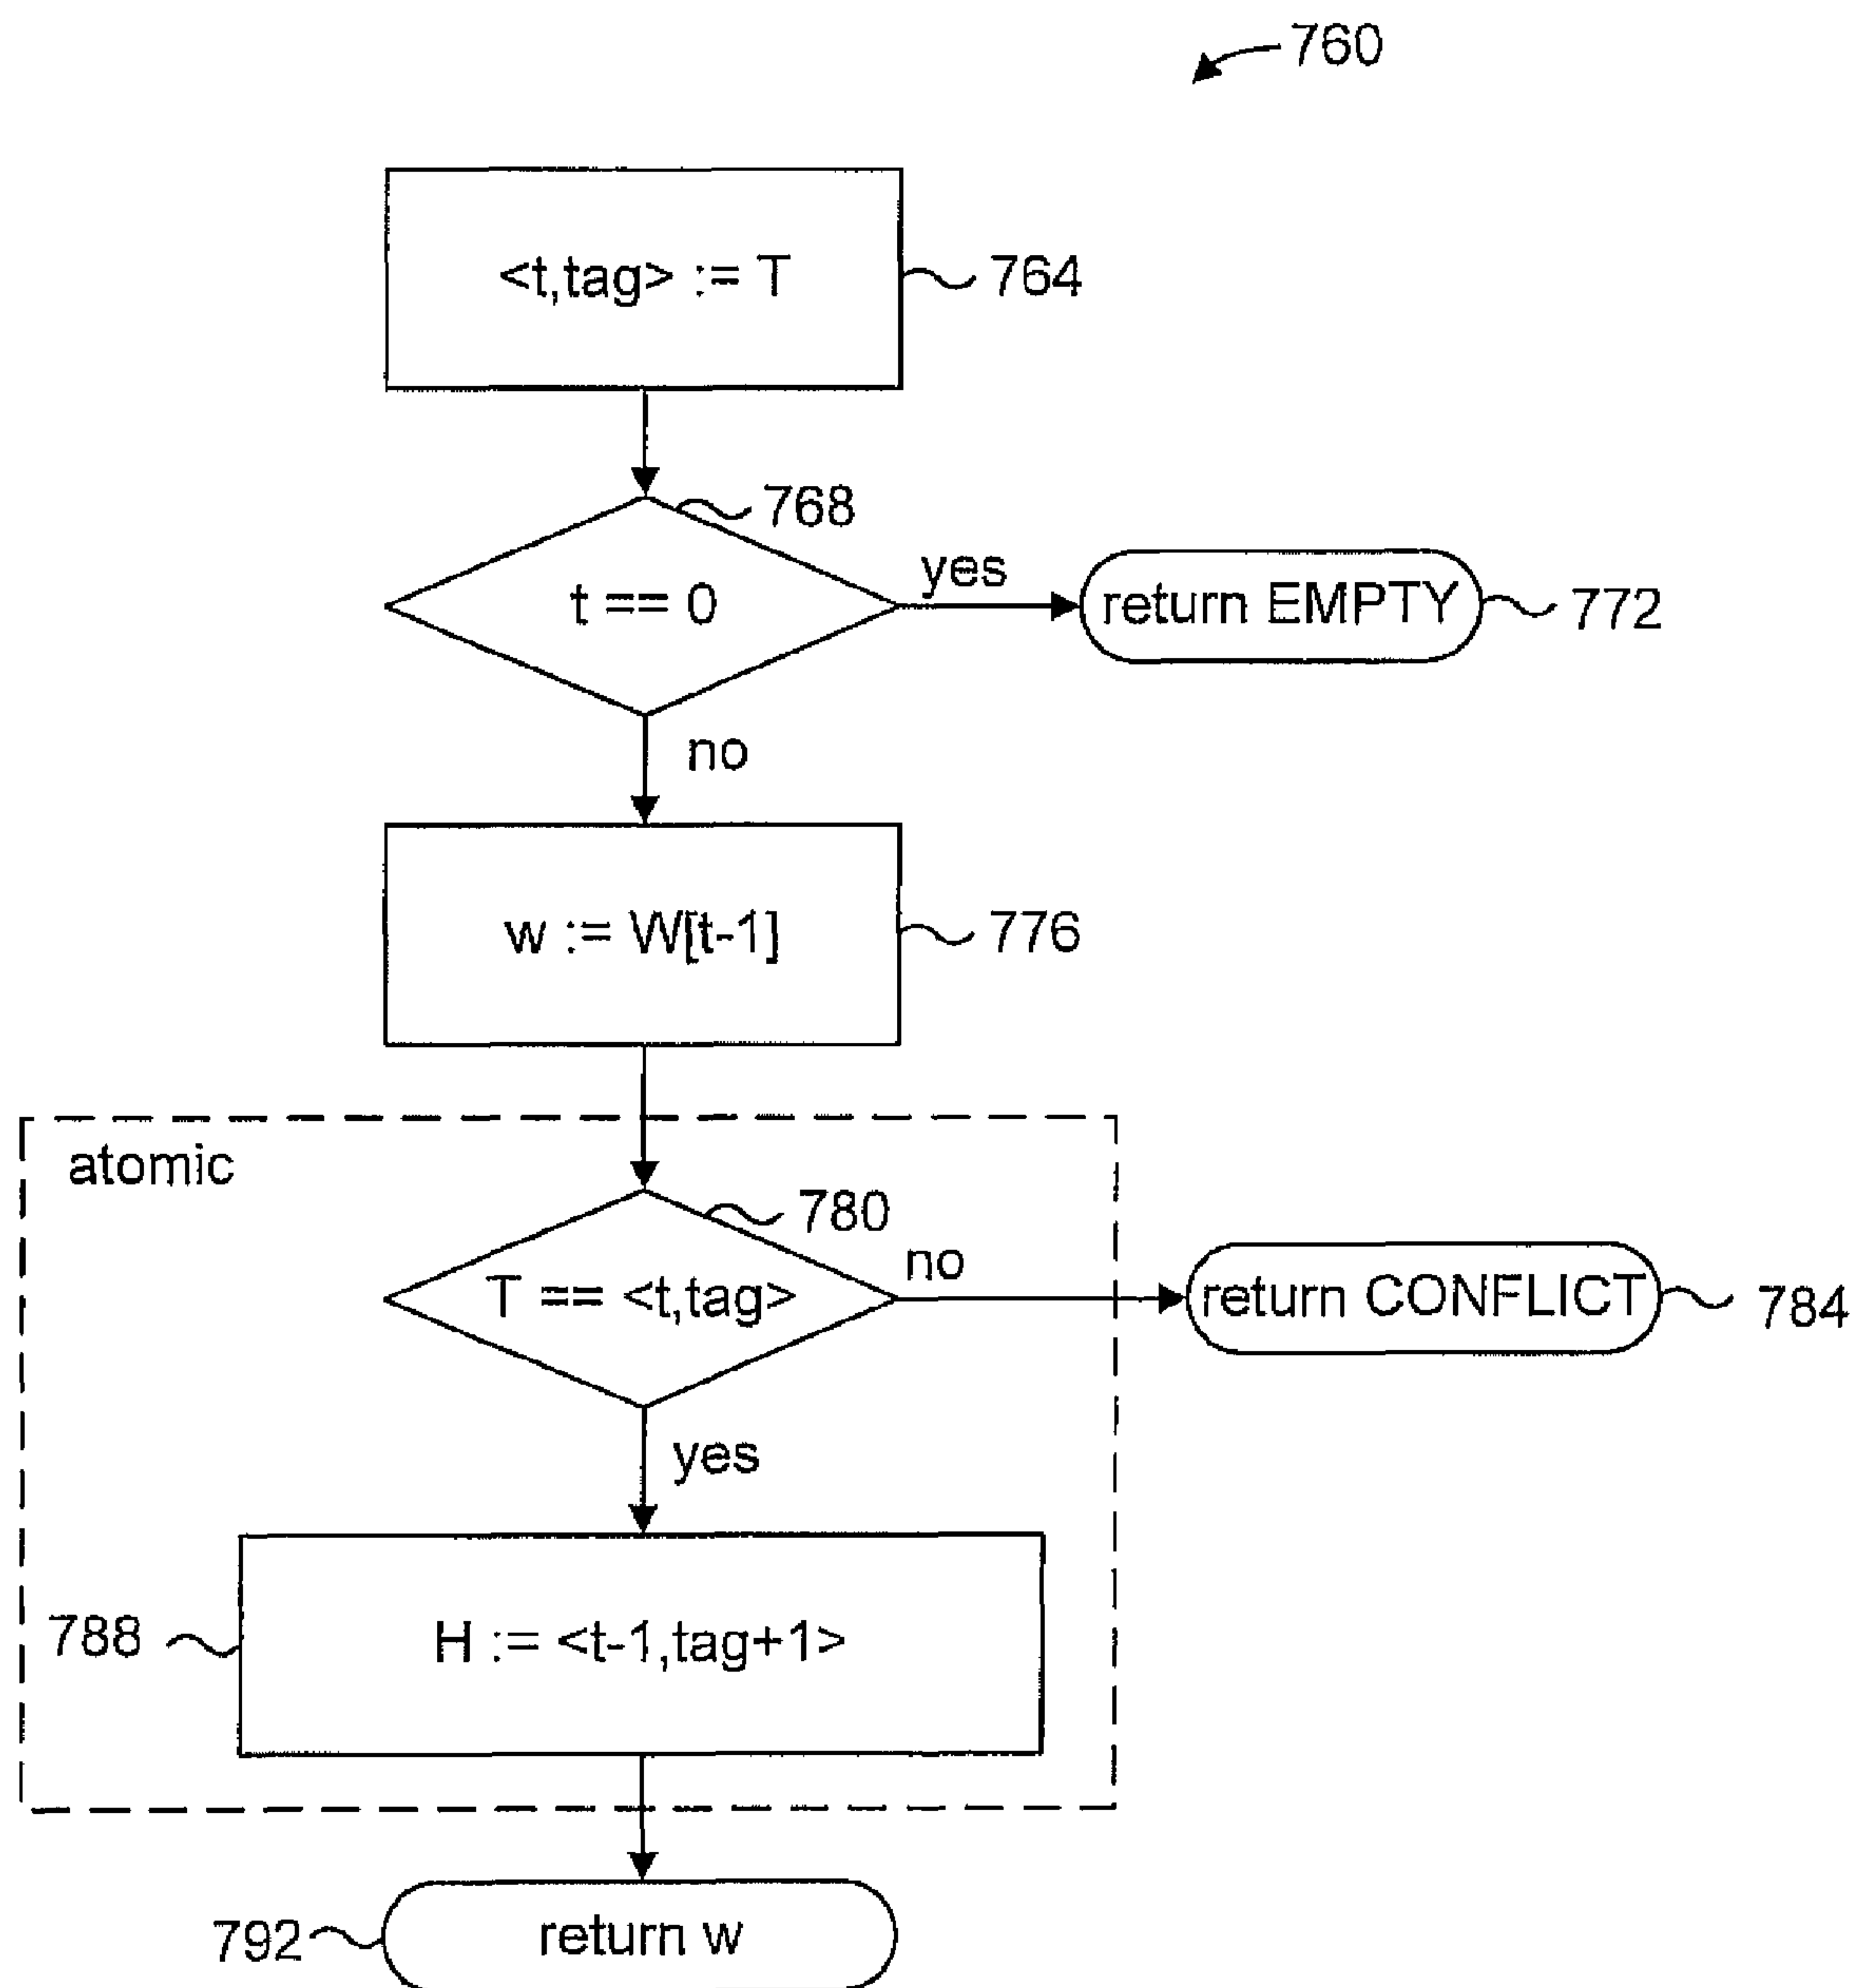 760
<t,tag> := T
764
768
t == 0
yes
return EMPTY
772
no
w := W[t-1]
776
atomic
780
T == <t,tag>
no
return CONFLICT
784
yes
788
H := <t-1,tag+1>
792
return w